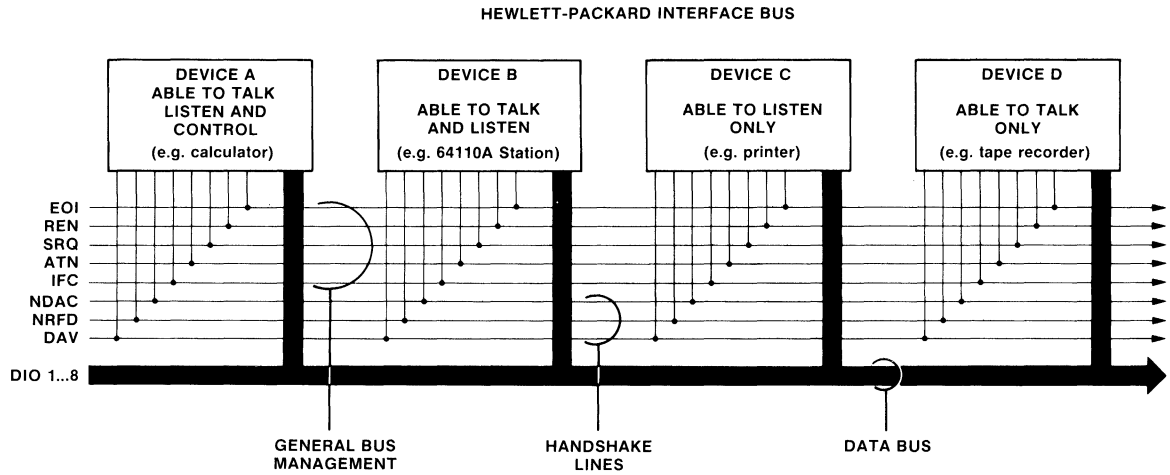 HEWLETT-PACKARD INTERFACE BUS
DEVICE A
ABLE TO TALK
LISTEN AND
CONTROL
(e.g. calculator)
DEVICE B
ABLE TO TALK
AND LISTEN
(e.g. 64110A Station)
DEVICE C
ABLE TO LISTEN
ONLY
(e.g. printer)
DEVICE D
ABLE TO TALK
ONLY
(e.g. tape recorder)
EOI
REN
SRQ
ATN
IFC
NDAC
NRFD
DAV
DIO 1...8
GENERAL BUS
MANAGEMENT
HANDSHAKE
LINES
DATA BUS